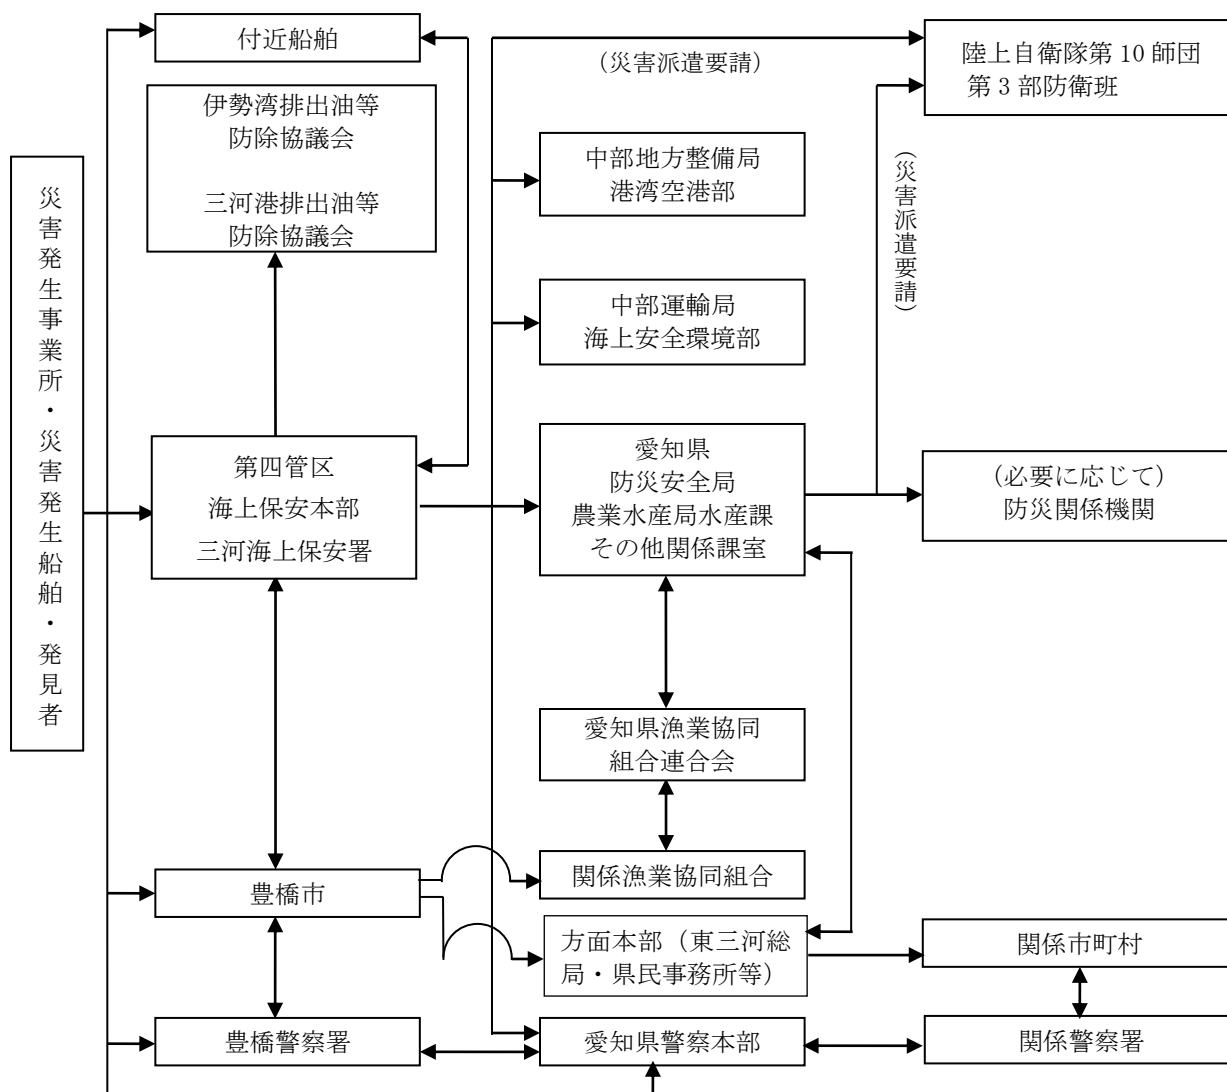 災害発生事業所・災害発生船舶・発見者
付近船舶
伊勢湾排出油等
防除協議会
三河港排出油等
防除協議会
第四管区
海上保安本部
三河海上保安署
豊橋市
豊橋警察署
(災害派遣要請)
中部地方整備局
港湾空港部
中部運輸局
海上安全環境部
愛知県
防災安全局
農業水産局水産課
その他関係課室
愛知県漁業協同
組合連合会
関係漁業協同組合
方面本部(東三河総
局・県民事務所等)
愛知県警察本部
陸上自衛隊第 10 師団
第 3 部防衛班
(災害派遣要請)
(必要に応じて)
防災関係機関
関係市町村
関係警察署